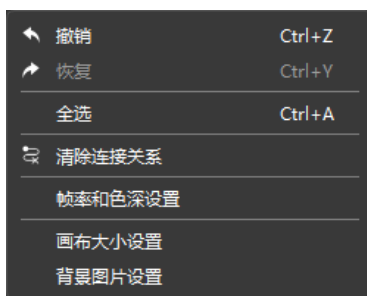 撤销 Ctrl+Z
恢复 Ctrl+Y
全选 Ctrl+A
清除连接关系
帧率和色深设置
画布大小设置
背景图片设置